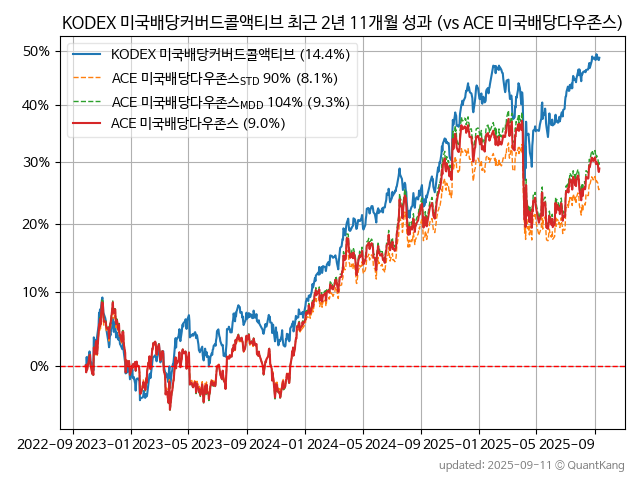 KODEX 미국배당커버드콜액티브 최근 2년 11개월 성과 (vs ACE 미국배당다우존스)
50%
40%
30%
20%
10%
0%
KODEX 미국배당커버드콜액티브 (14.4%)
ACE 미국배당다우존스STD 90% (8.1%)
ACE 미국배당다우존스MDD 104% (9.3%)
ACE 미국배당다우존스 (9.0%)
2022-09 2023-01 2023-05 2023-09 2024-01 2024-05 2024-09 2025-01 2025-05 2025-09
updated: 2025-09-11 © QuantKang